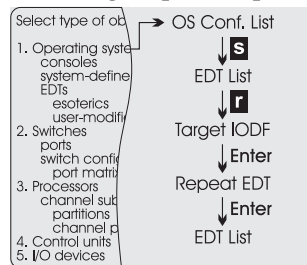 Select type of ob
1. Operating syste
consoles
system-define
EDTs
esoterics
user-modifi
2. Switches
ports
switch config
port matri
3. Processors
channel sub
partitions
channel p
4. Control units
5. I/O devices
OS Conf. List
s
EDT List
r
Target IODF
Enter
Repeat EDT
Enter
EDT List